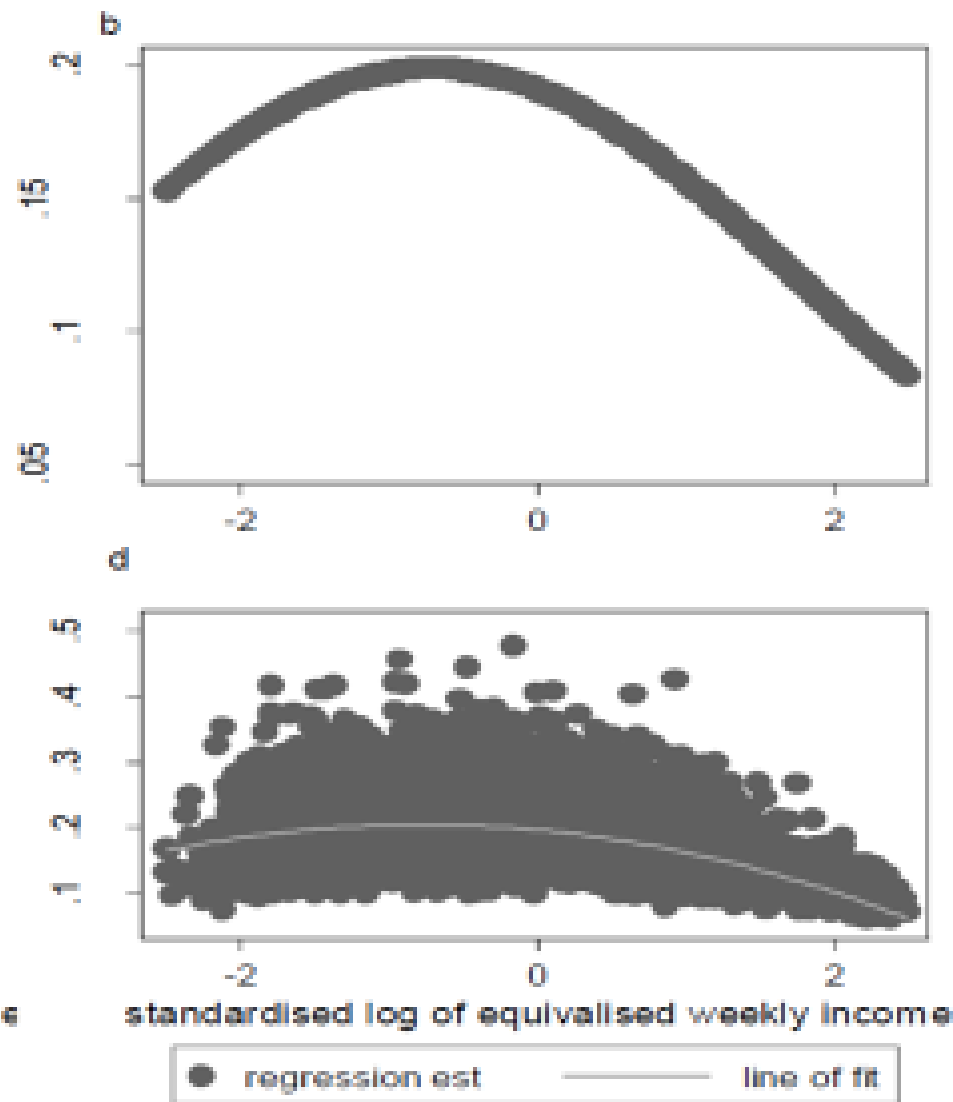 b
.2
.15
.1
.05
-2 0 2
d
.5
.4
.3
.2
.1
-2 0 2
e standardised log of equivalised weekly income
regression est line of fit